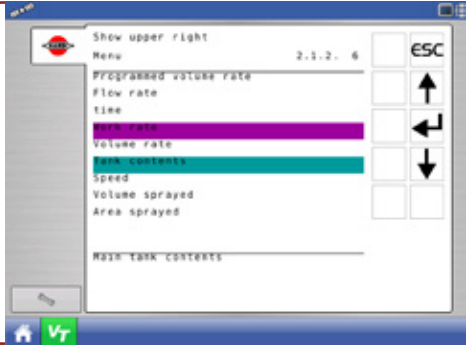 Show upper right
Menu 2.1.2. 6
ESC
Programmed volume rate
Flow rate
time
Work rate
Volume rate
Tank contents
Speed
Volume sprayed
Area sprayed
Main tank contents
VT